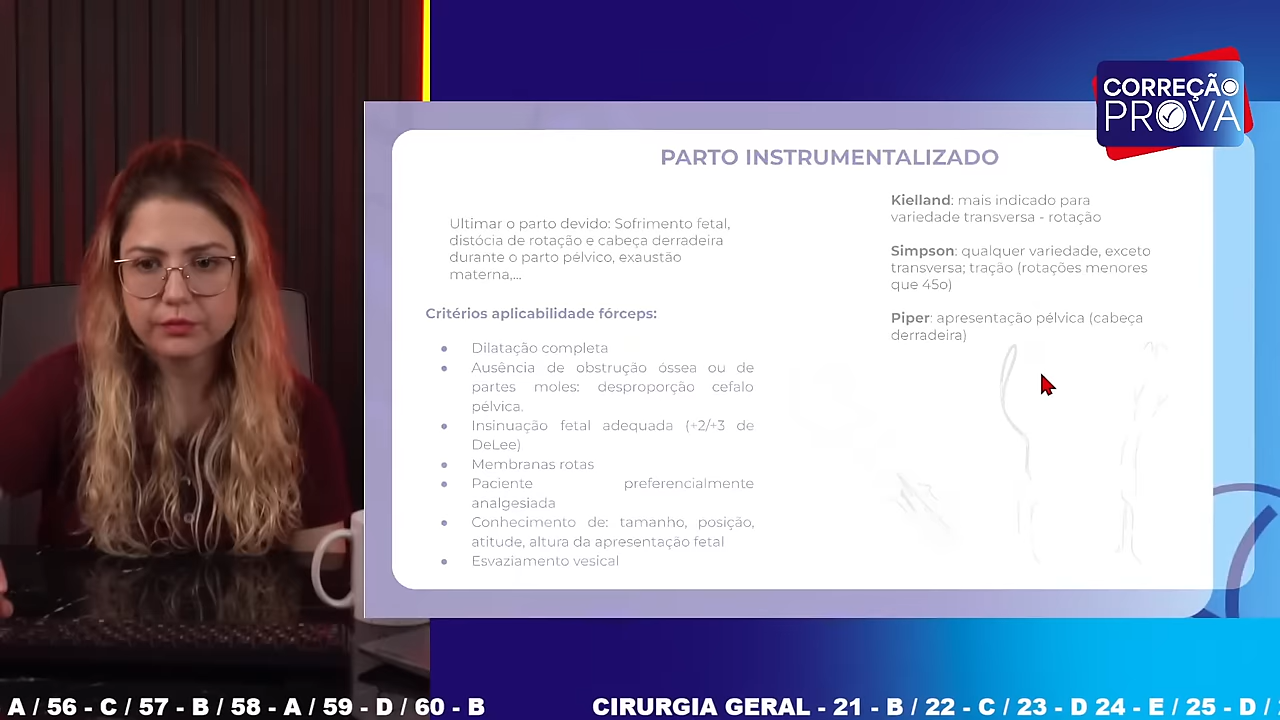 CORREÇÃO
PROVA
PARTO INSTRUMENTALIZADO
Ultimar o parto devido: Sofrimento fetal,
distócia de rotação e cabeça derradeira
durante o parto pélvico, exaustão
materna,...
Critérios aplicabilidade fórceps:
● Dilatação completa
● Ausência de obstrução óssea ou de
partes moles: desproporção cefalo
pélvica.
● Insinuação fetal adequada (+2/+3 de
DeLee)
● Membranas rotas
● Paciente preferencialmente
analgesiada
● Conhecimento de: tamanho, posição,
atitude, altura da apresentação fetal
● Esvaziamento vesical
Kielland: mais indicado para
variedade transversa - rotação
Simpson: qualquer variedade, exceto
transversa; tração (rotações menores
que 45o)
Piper: apresentação pélvica (cabeça
derradeira)
A / 56 - C / 57 - B / 58 - A / 59 - D / 60 - B CIRURGIA GERAL - 21 - B / 22 - C / 23 - D 24 - E / 25 - D /